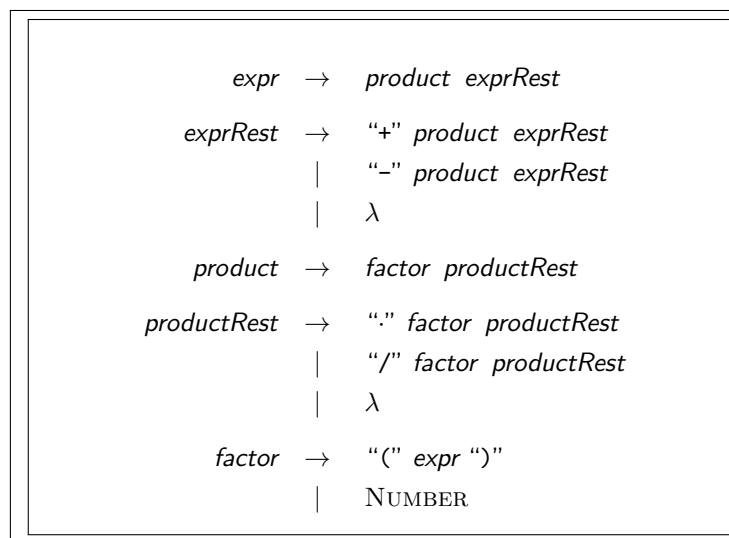 expr → product exprRest
exprRest → “+” product exprRest
| “-” product exprRest
| λ
product → factor productRest
productRest → “·” factor productRest
| “/” factor productRest
| λ
factor → “(” expr “)”
| NUMBER